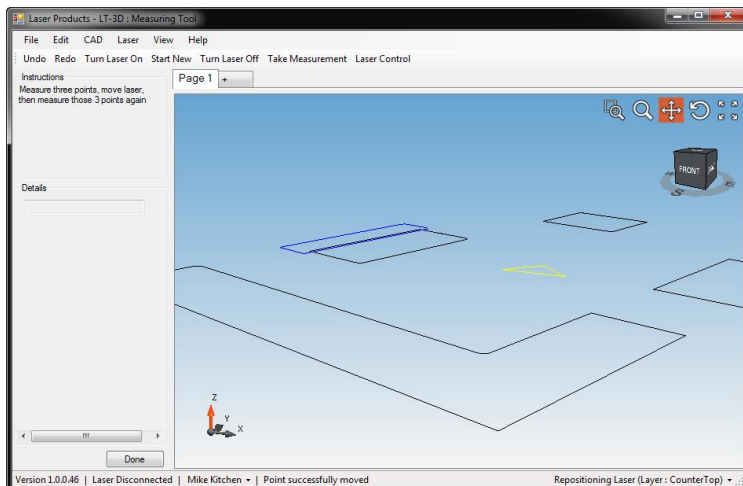 Laser Products - LT-3D : Measuring Tool
File Edit CAD Laser View Help
Undo Redo Turn Laser On Start New Turn Laser Off Take Measurement Laser Control
Instructions
Measure three points, move laser,
then measure those 3 points again
Details
Done
Page 1 +
FRONT
S
E
Z
Y
X
Version 1.0.0.46 | Laser Disconnected | Mike Kitchen | Point successfully moved
Repositioning Laser (Layer : CounterTop)